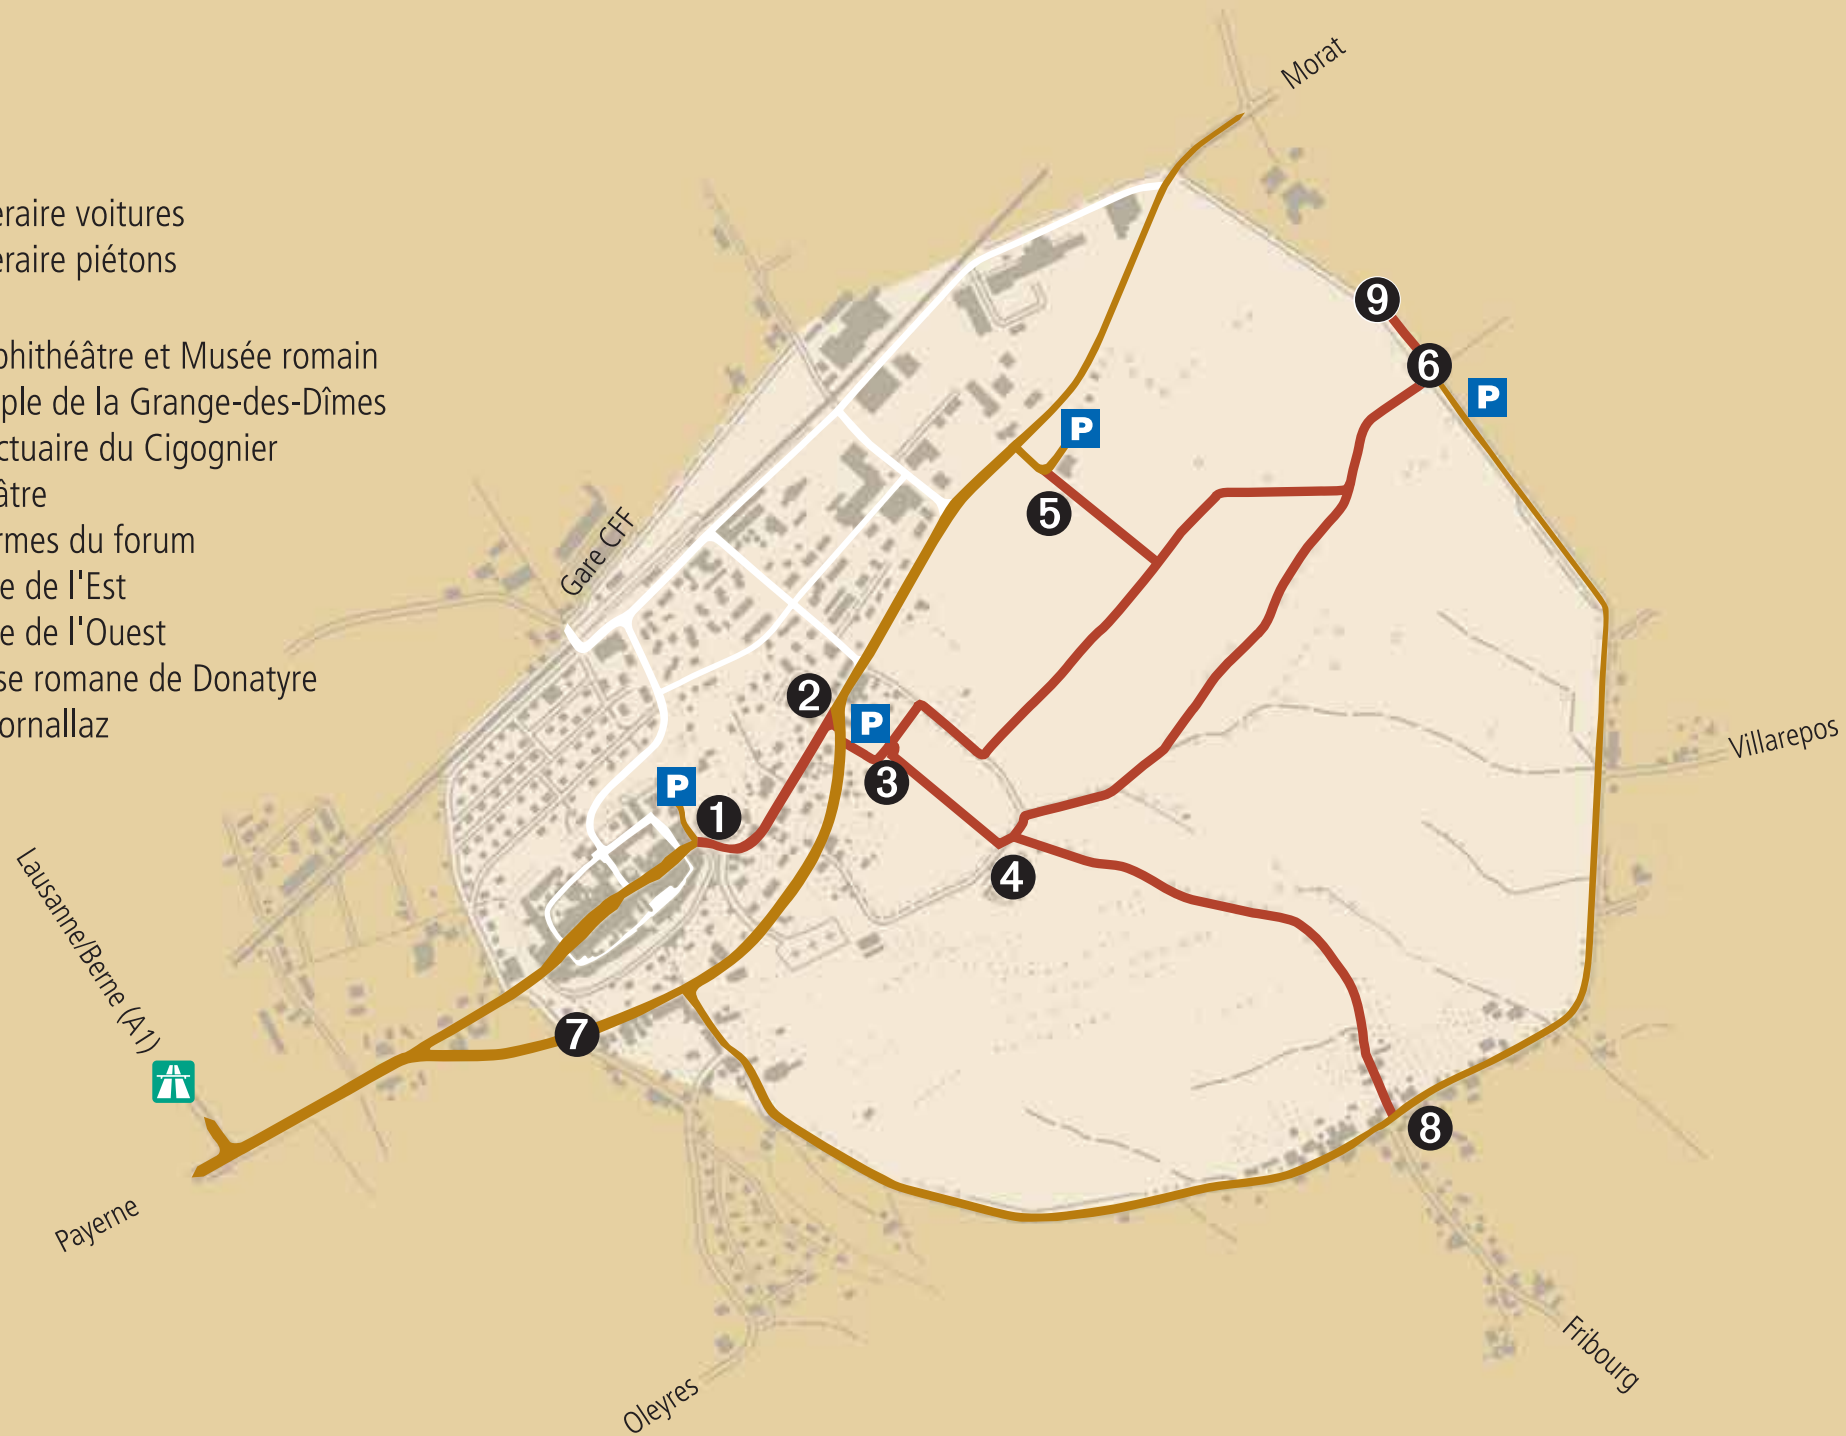 eraire voitures
eraire piétons
phithéâtre et Musée romain
ple de la Grange-des-Dîmes
ctuaire du Cigognier
âtre
rmes du forum
e de l'Est
e de l'Ouest
se romane de Donatyre
ornallaz
Morat
9
6
P
P
5
Gare CFF
2
P
3
P
1
4
Villarepos
Lausanne/Berne (A1)
7
8
Payerne
Fribourg
Oleyres